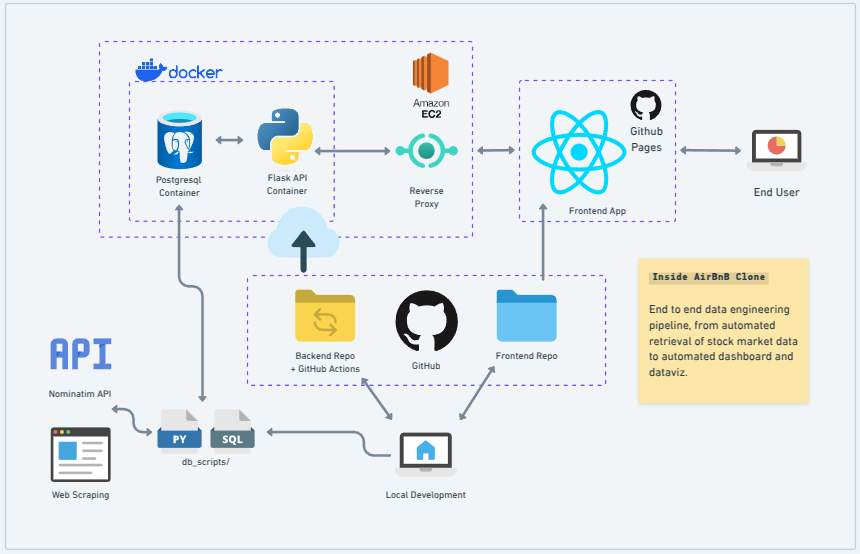 docker
Amazon
EC2
Github
Pages
Postgresql
Container
Flask API
Container
Reverse
Proxy
Frontend App
End User
Inside AirBnB Clone
End to end data engineering
pipeline, from automated
retrieval of stock market data
to automated dashboard and
dataviz.
Backend Repo
+ GitHub Actions
GitHub
Frontend Repo
API
Nominatim API
PY
SQL
db_scripts/
Web Scraping
Local Development